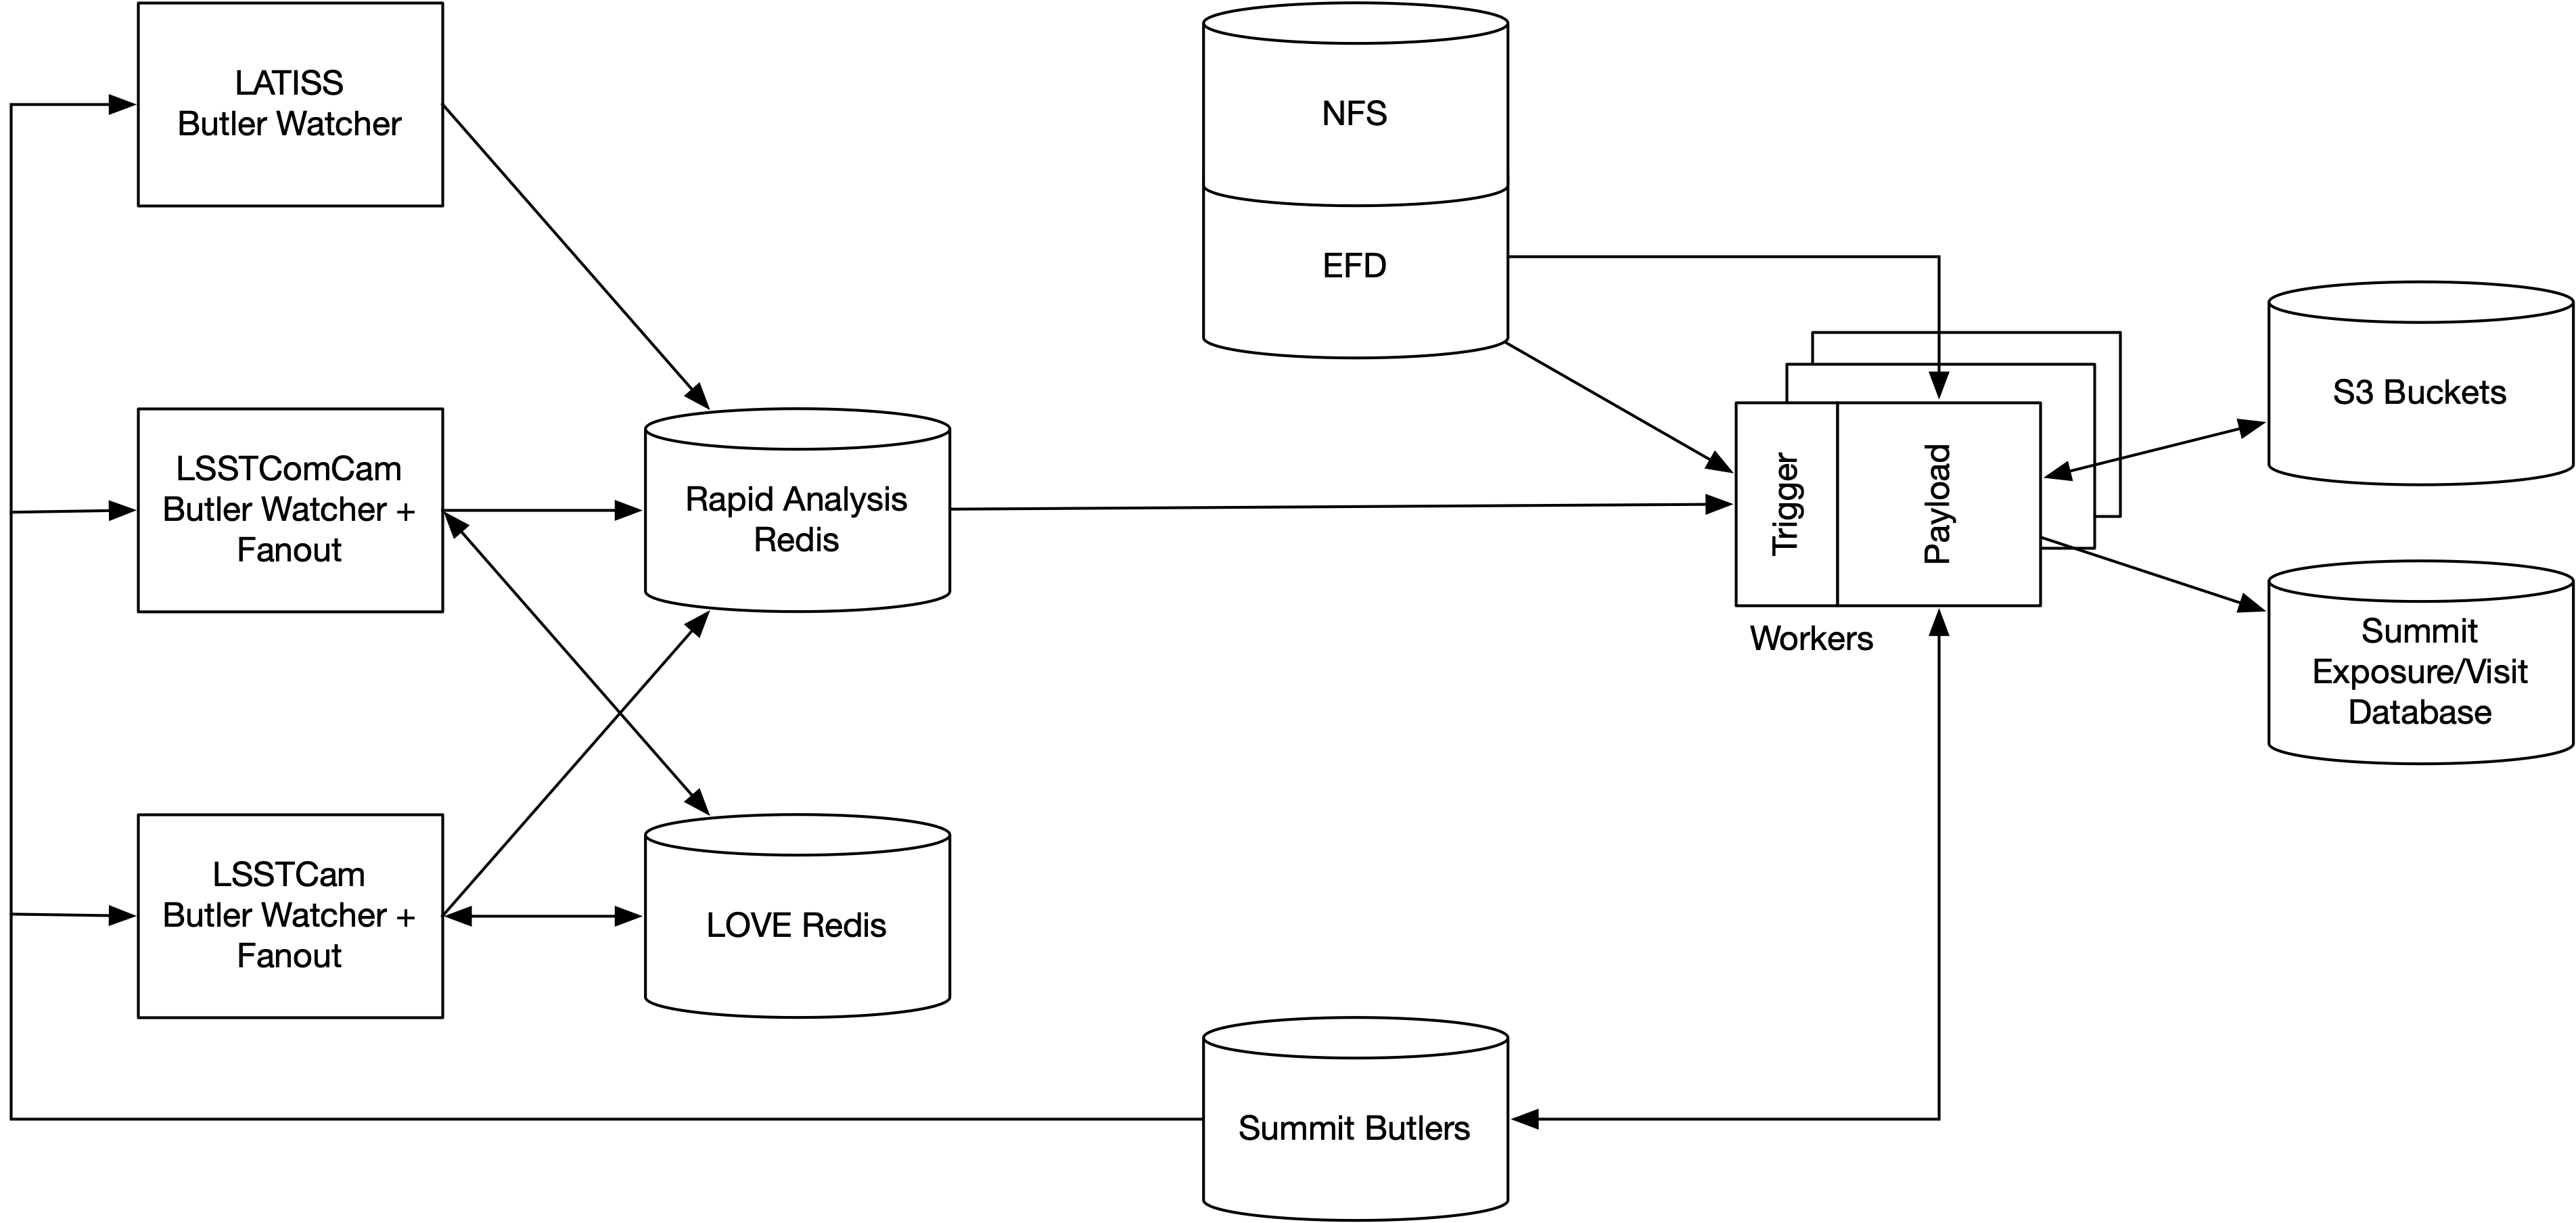 LATISS
Butler Watcher
NFS
EFD
S3 Buckets
LSSTComCam
Butler Watcher +
Fanout
Rapid Analysis
Redis
Trigger
Payload
Workers
Summit
Exposure/Visit
Database
LSSTCam
Butler Watcher +
Fanout
LOVE Redis
Summit Butlers